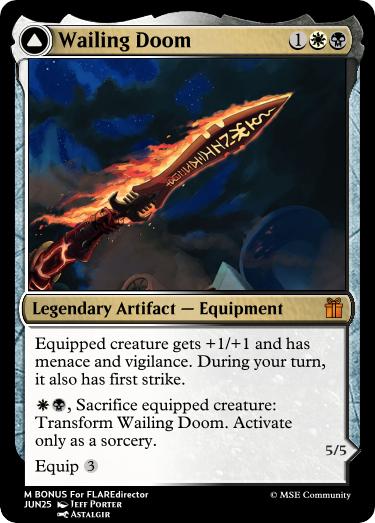 Wailing Doom 1
Legendary Artifact — Equipment
Equipped creature gets +1/+1 and has
menace and vigilance. During your turn,
it also has first strike.
, Sacrifice equipped creature:
Transform Wailing Doom. Activate
only as a sorcery.
5/5
Equip 3
M BONUS For FLAREdirector
JUN25 JEFF PORTER
ASTALGIR
© MSE Community